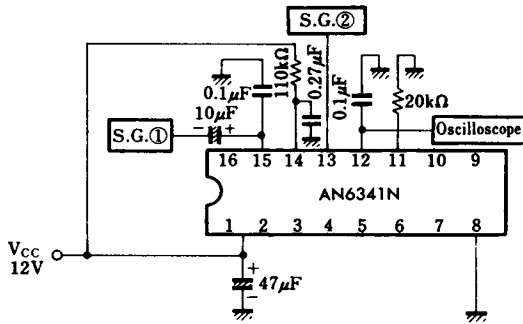 S.G.②
110kΩ
0.27μF
0.1μF
0.1μF
20kΩ
10μF
− +
S.G.①
Oscilloscope
16 15 14 13 12 11 10 9
AN6341N
1 2 3 4 5 6 7 8
VCC
12V
+
47μF
−